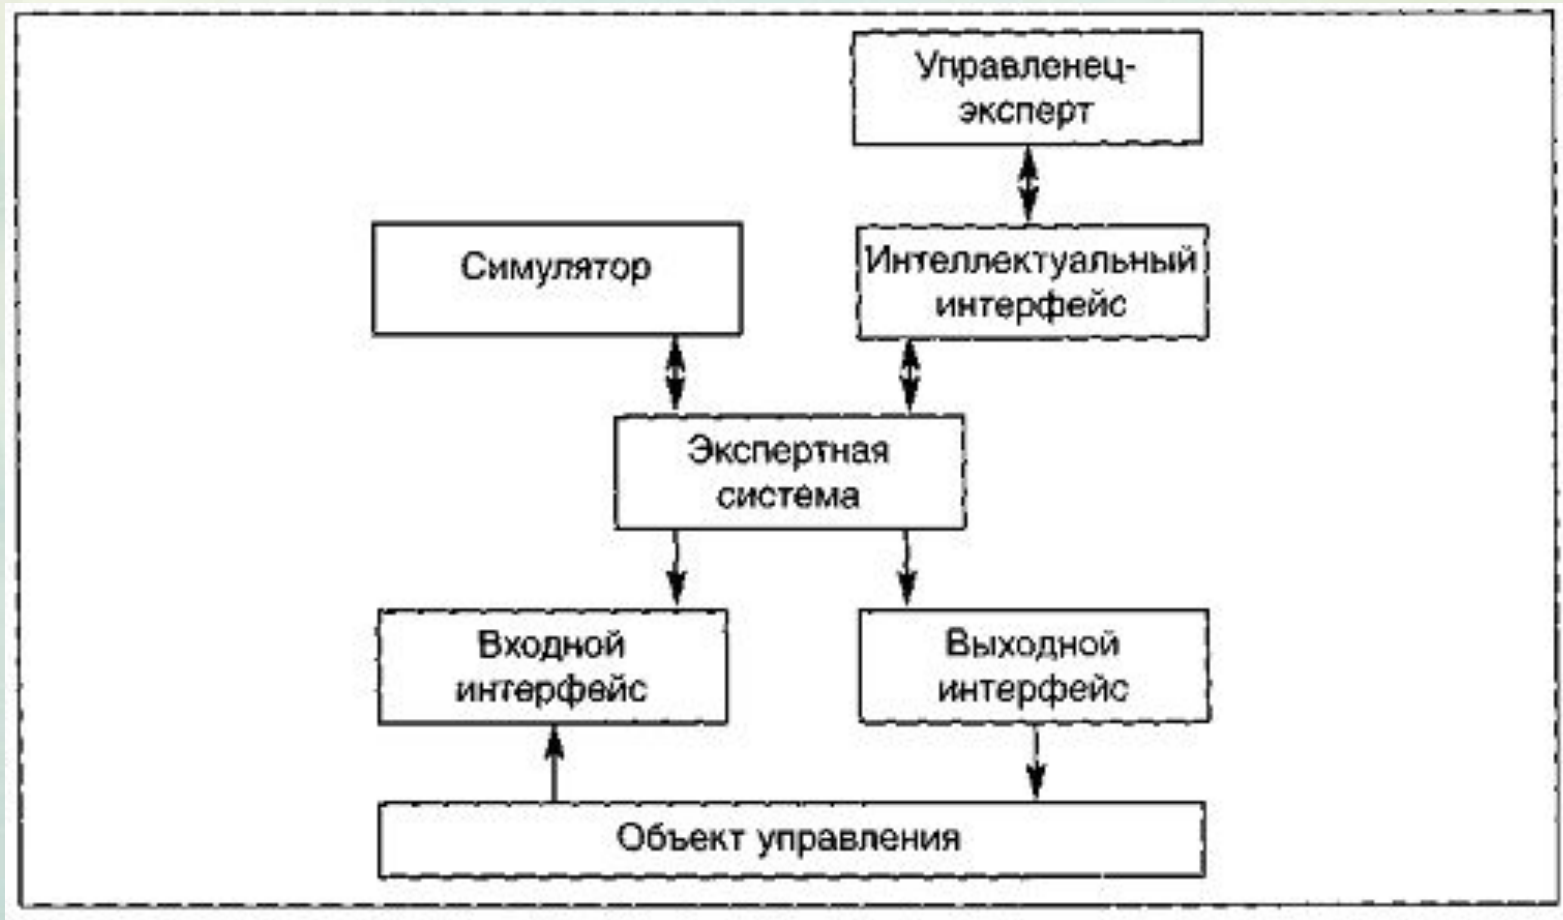 Управленец-
эксперт
Симулятор
Интеллектуальный
интерфейс
Экспертная
система
Входной
интерфейс
Выходной
интерфейс
Объект управления